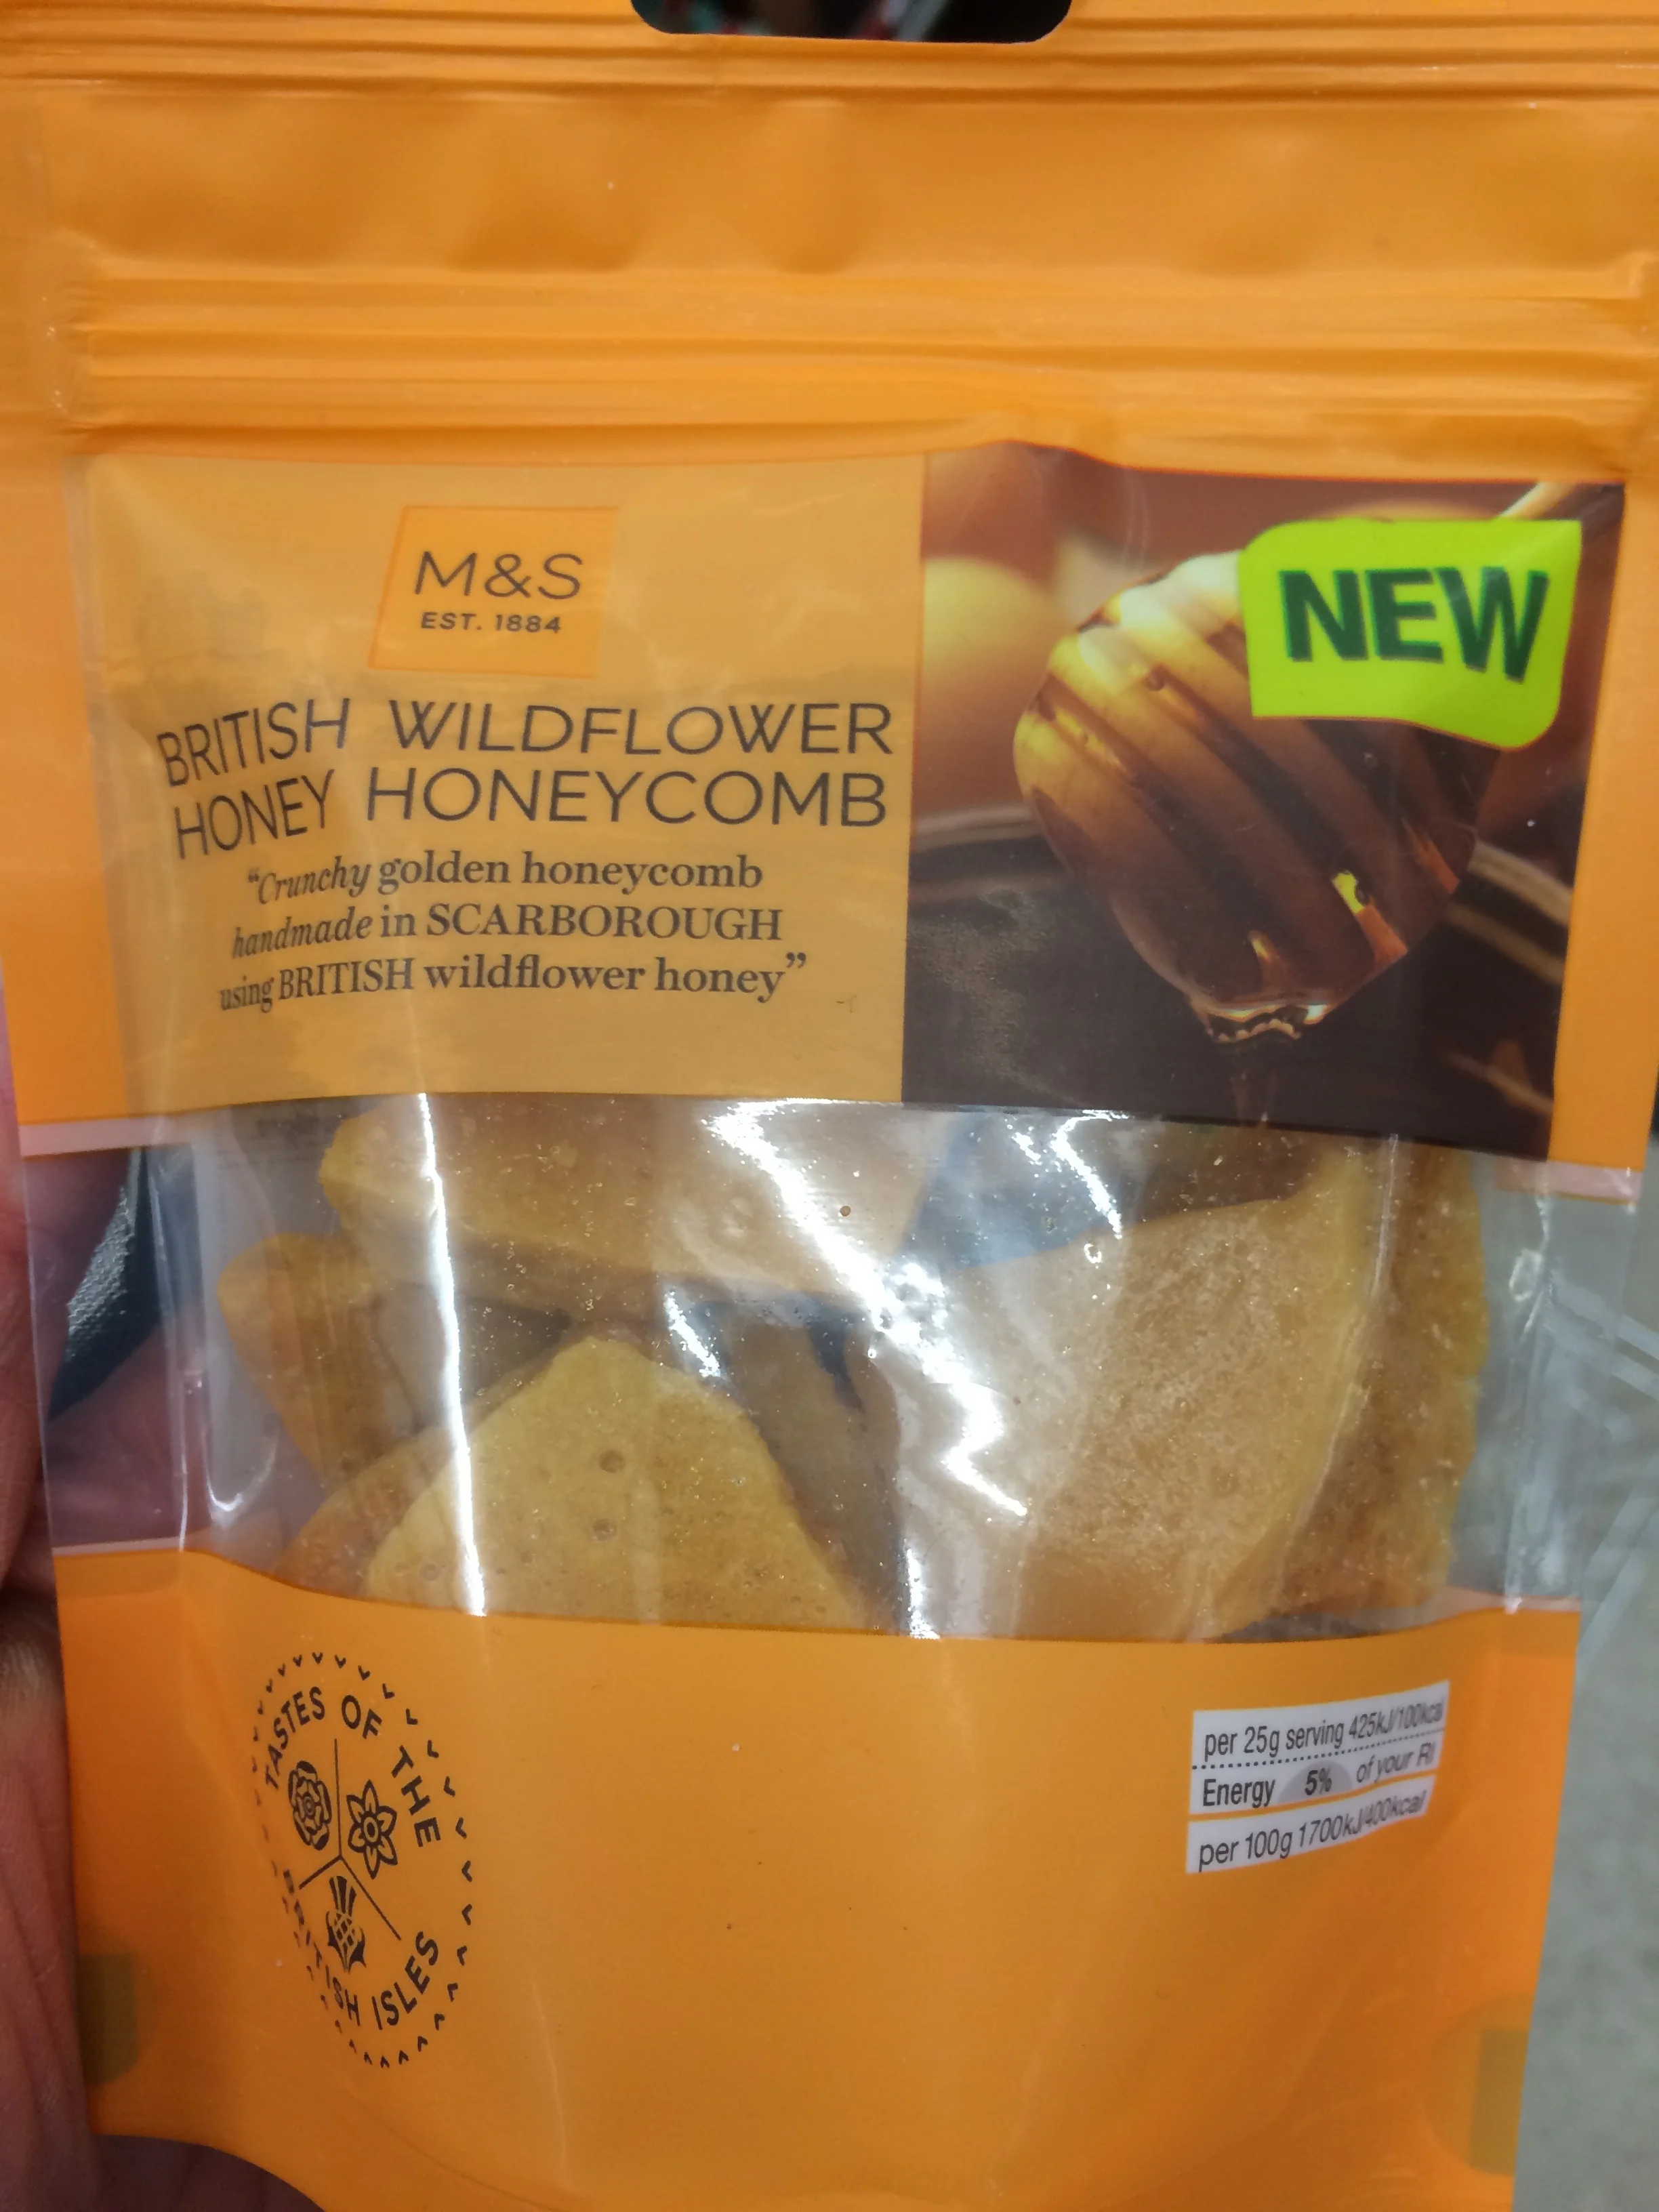 M&S
EST. 1884
NEW
BRITISH WILDFLOWER
HONEY HONEYCOMB
“Crunchy golden honeycomb
handmade in SCARBOROUGH
using BRITISH wildflower honey”
TASTES OF THE
BRITISH ISLES
per 25g serving 425kJ/100kcal
Energy 5% of your RI
per 100g 1700kJ/400kcal